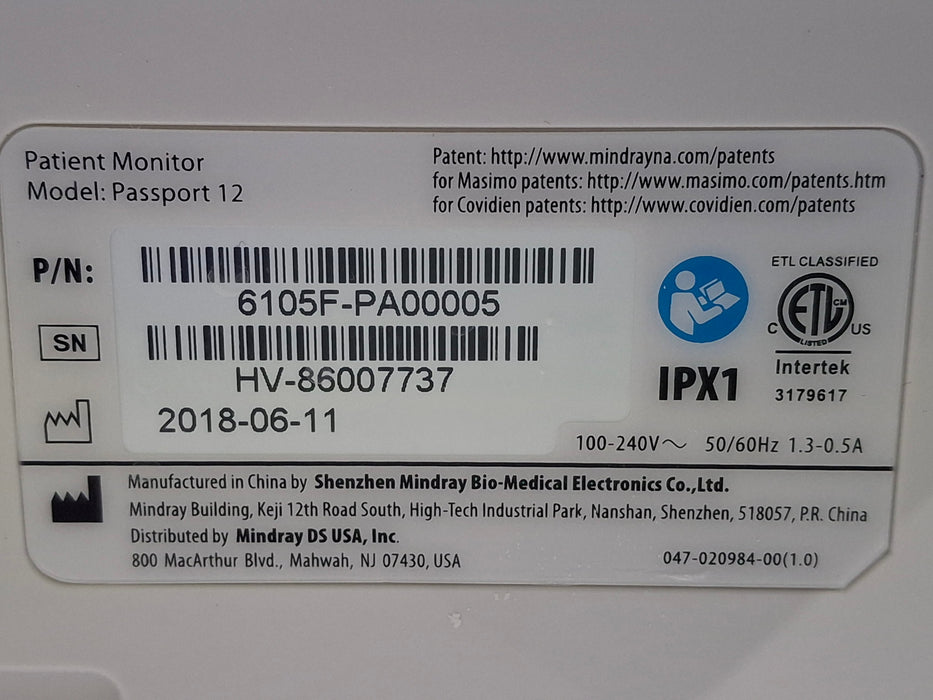 Patient Monitor
Model: Passport 12
Patent: http://www.mindrayna.com/patents
for Masimo patents: http://www.masimo.com/patents.htm
for Covidien patents: http://www.covidien.com/patents
P/N:
6105F-PA00005
SN
HV-86007737
2018-06-11
ETL CLASSIFIED
ETL CM
LISTED
C US
Intertek
3179617
IPX1
100-240V~ 50/60Hz 1.3-0.5A
Manufactured in China by Shenzhen Mindray Bio-Medical Electronics Co.,Ltd.
Mindray Building, Keji 12th Road South, High-Tech Industrial Park, Nanshan, Shenzhen, 518057, P.R. China
Distributed by Mindray DS USA, Inc.
800 MacArthur Blvd., Mahwah, NJ 07430, USA
047-020984-00(1.0)